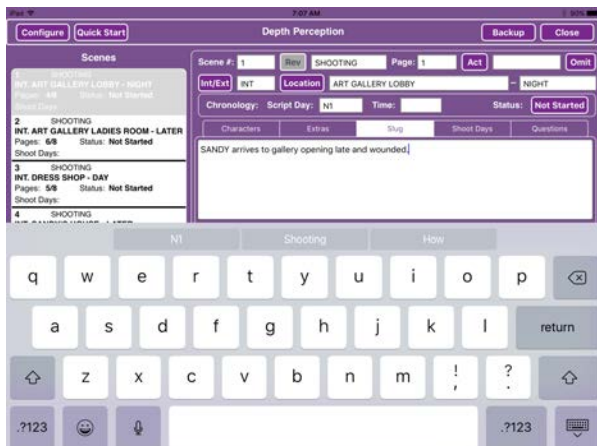 iPad 7:07 AM 90%
Configure Quick Start Depth Perception Backup Close
Scenes
1 SHOOTING
INT. ART GALLERY LOBBY - NIGHT
Pages: 4/8 Status: Not Started
Shoot Days:
2 SHOOTING
INT. ART GALLERY LADIES ROOM - LATER
Pages: 6/8 Status: Not Started
Shoot Days:
3 SHOOTING
INT. DRESS SHOP - DAY
Pages: 5/8 Status: Not Started
Shoot Days:
4 SHOOTING
INT. SANDY'S HOUSE - LATER
Scene #: 1 Rev SHOOTING Page: 1 Act Omit
Int/Ext INT Location ART GALLERY LOBBY - NIGHT
Chronology: Script Day: N1 Time: Status: Not Started
Characters Extras Slug Shoot Days Questions
SANDY arrives to gallery opening late and wounded.
N1 Shooting How
q w e r t y u i o p
a s d f g h j k l return
z x c v b n m ! , ? .
.?123 .?123